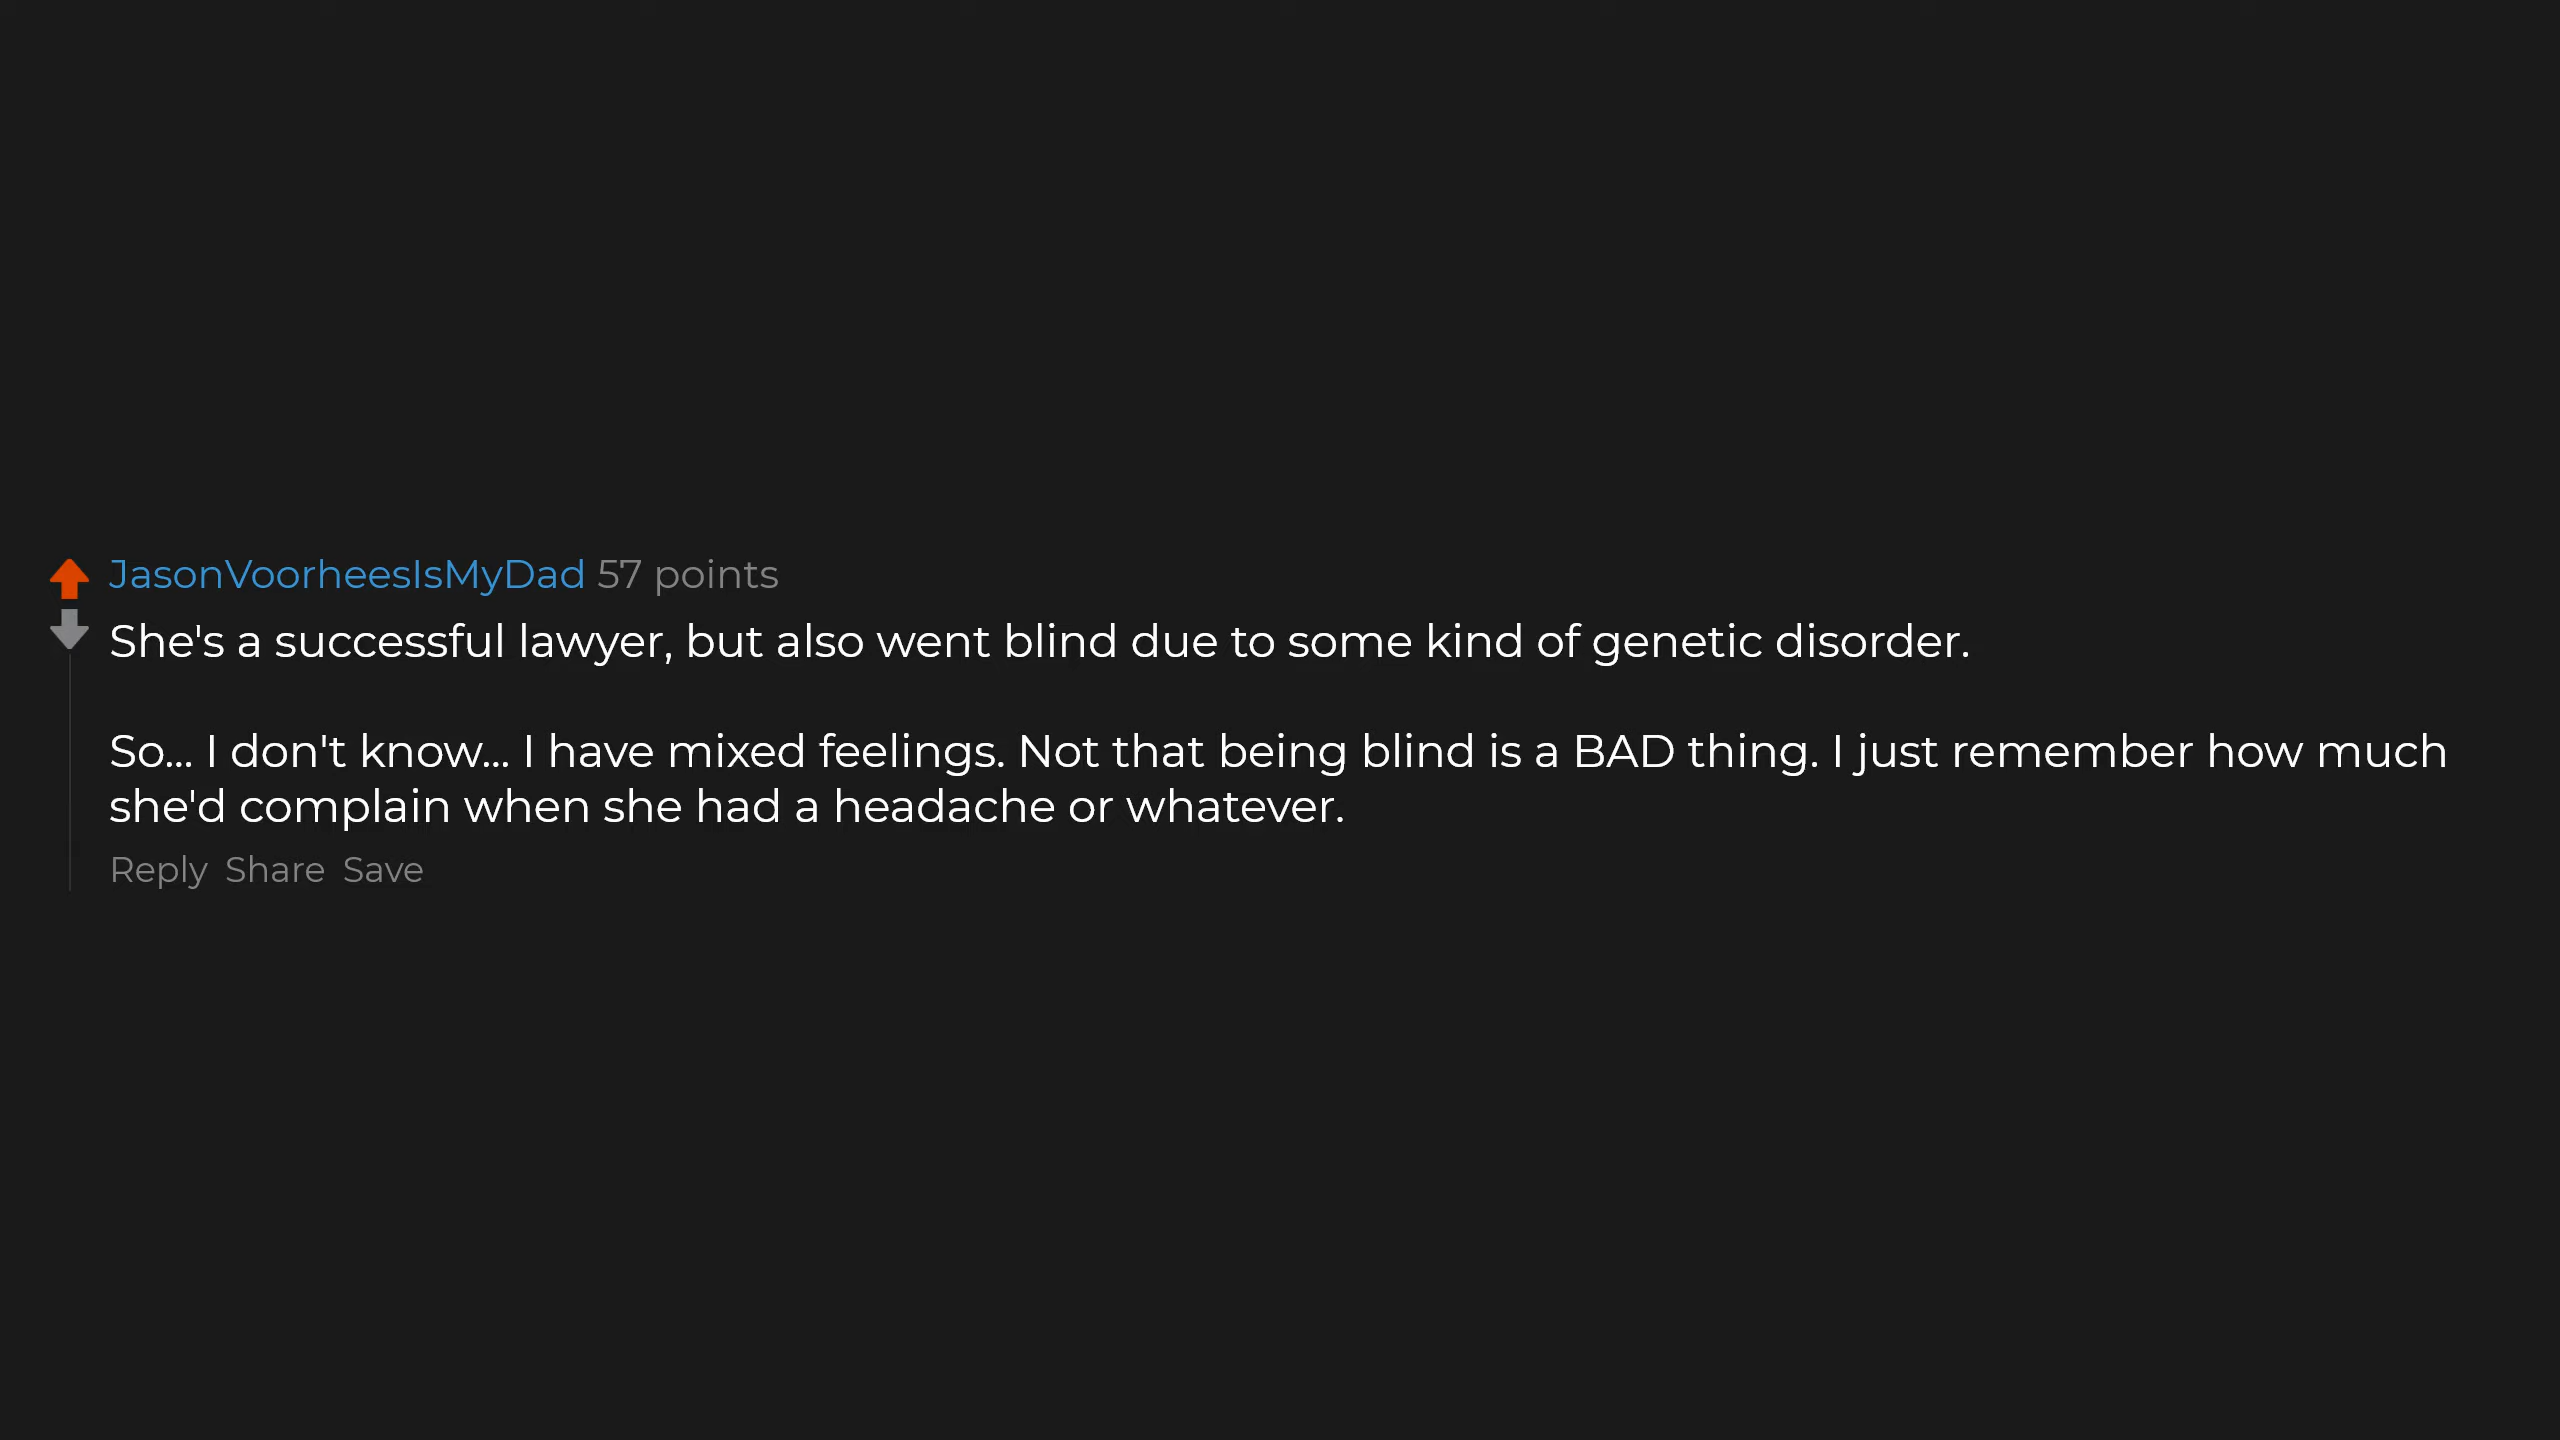 JasonVoorheesIsMyDad 57 points
She's a successful lawyer, but also went blind due to some kind of genetic disorder.
So... I don't know... I have mixed feelings. Not that being blind is a BAD thing. I just remember how much
she'd complain when she had a headache or whatever.
Reply Share Save